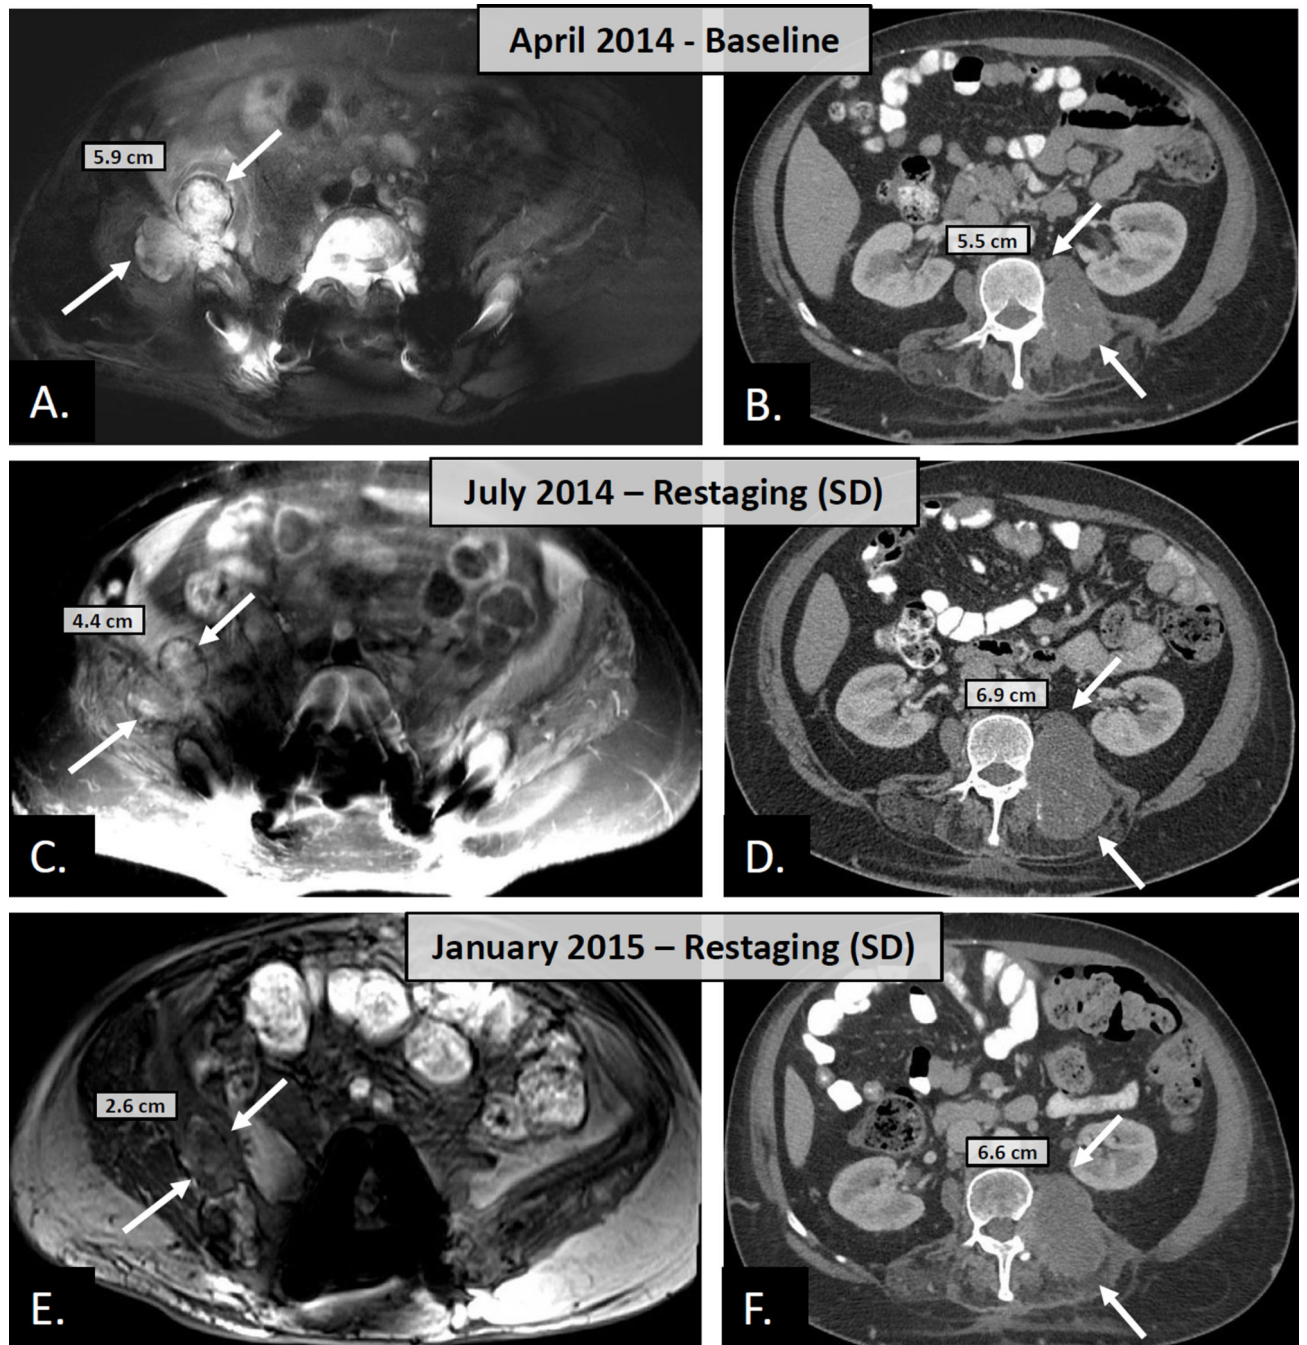 April 2014 - Baseline
5.9 cm
5.5 cm
A.
B.
July 2014 – Restaging (SD)
4.4 cm
6.9 cm
C.
D.
January 2015 – Restaging (SD)
2.6 cm
6.6 cm
E.
F.